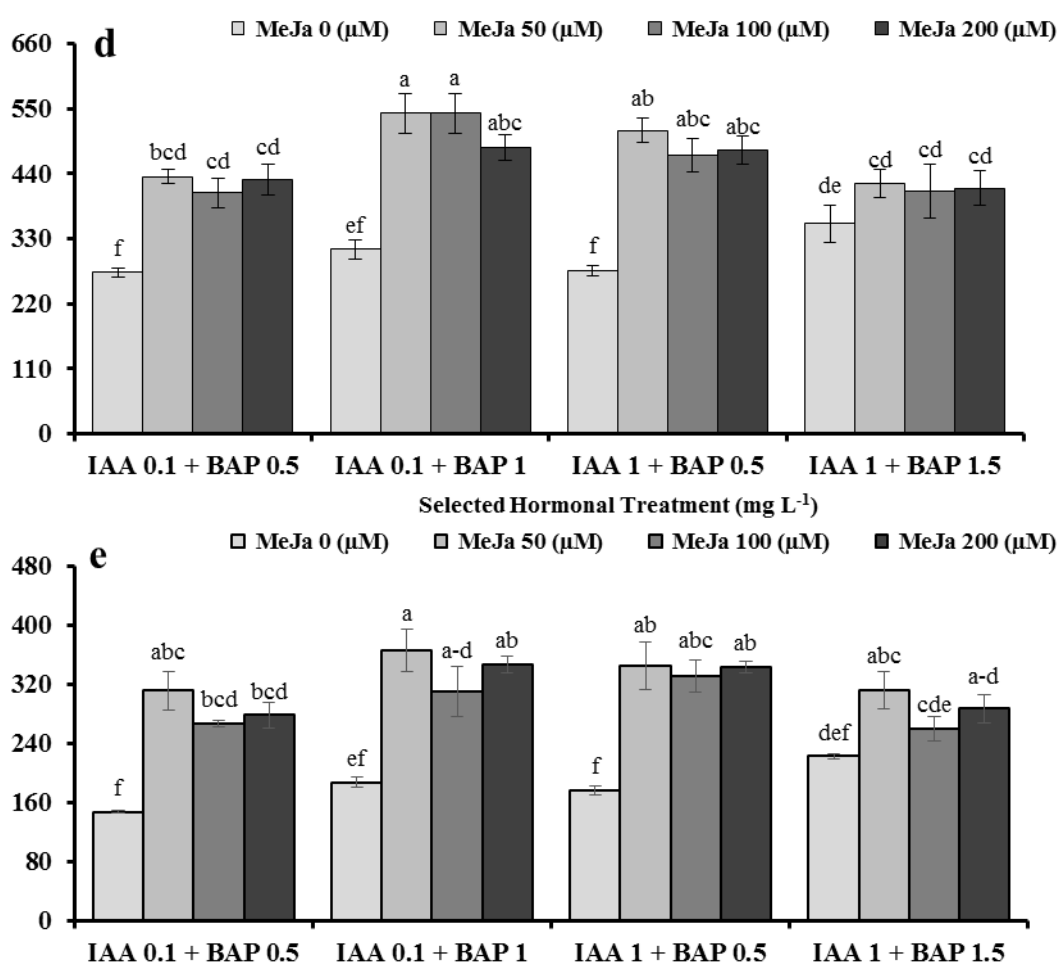 d
MeJa 0 (μM) MeJa 50 (μM) MeJa 100 (μM) MeJa 200 (μM)
660
550
440
330
220
110
0
f bcd cd cd
ef a a abc
f ab abc abc
de cd cd cd
IAA 0.1 + BAP 0.5 IAA 0.1 + BAP 1 IAA 1 + BAP 0.5 IAA 1 + BAP 1.5
Selected Hormonal Treatment (mg L⁻¹)
e
MeJa 0 (μM) MeJa 50 (μM) MeJa 100 (μM) MeJa 200 (μM)
480
400
320
240
160
80
0
f abc bcd bcd
ef a a-d ab
f ab abc ab
def abc cde a-d
IAA 0.1 + BAP 0.5 IAA 0.1 + BAP 1 IAA 1 + BAP 0.5 IAA 1 + BAP 1.5